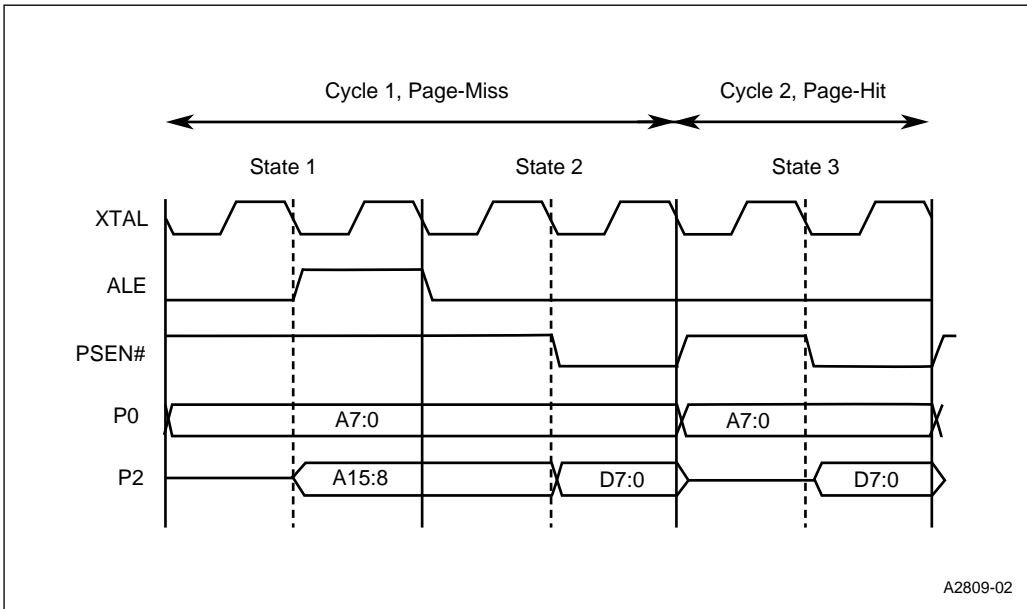 Cycle 1, Page-Miss Cycle 2, Page-Hit
State 1 State 2 State 3
XTAL
ALE
PSEN#
P0 A7:0 A7:0
P2 A15:8 D7:0 D7:0
A2809-02